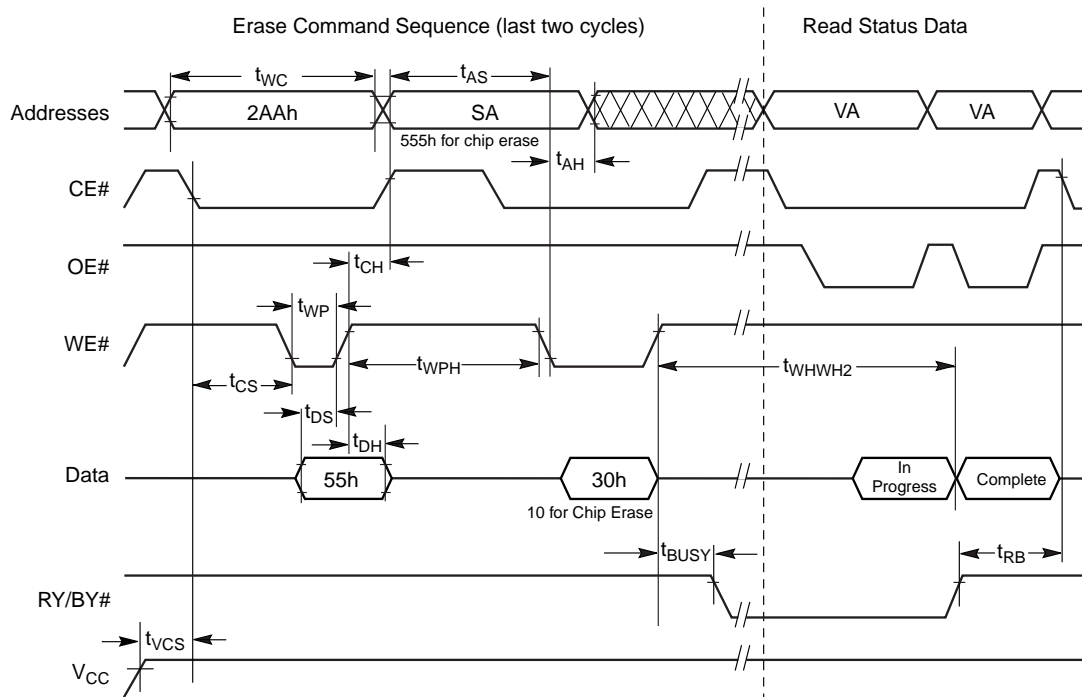 Erase Command Sequence (last two cycles)
Read Status Data
tWC
tAS
Addresses
2AAh
SA
VA
VA
555h for chip erase
tAH
CE#
OE#
tCH
tWP
WE#
tWPH
tWHWH2
tCS
tDS
tDH
Data
55h
30h
In
Progress
Complete
10 for Chip Erase
tBUSY
tRB
RY/BY#
tVCS
VCC